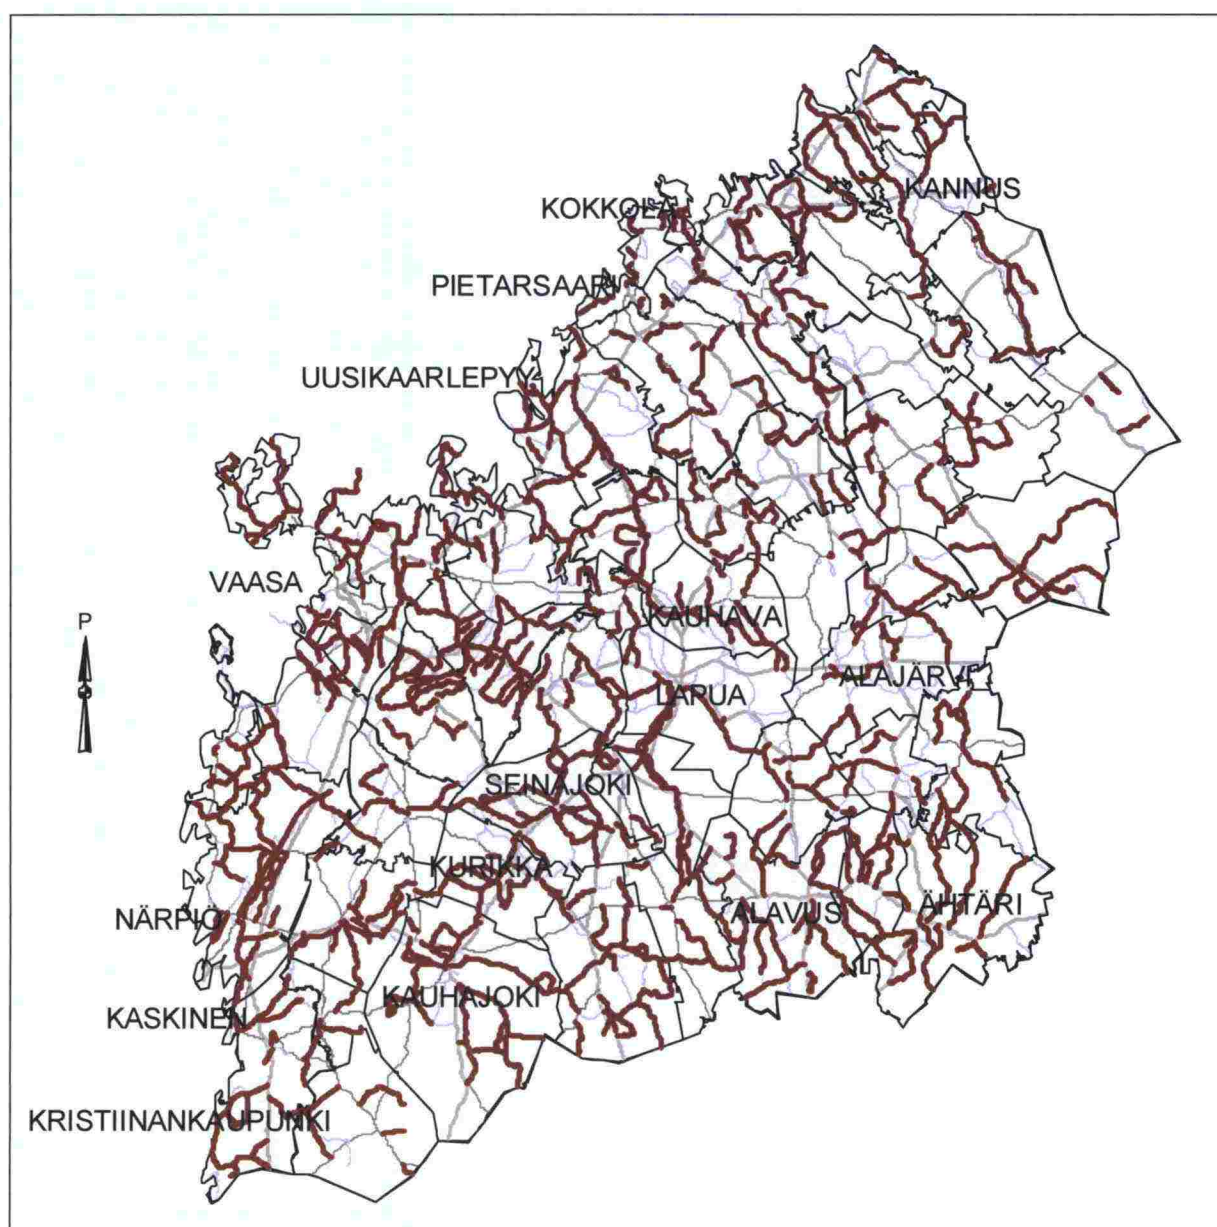 KANNUS
KOKKOLA
PIETARSAARI
UUSIKAARLEPYY
VAASA
KAUHAVA
P
ALAJÄRVI
LAPUA
SEINÄJOKI
KURIKKA
ÄHTÄRI
ALAVUS
NÄRPIÖ
KAUHAJOKI
KASKINEN
KRISTIINANKAUPUNKI